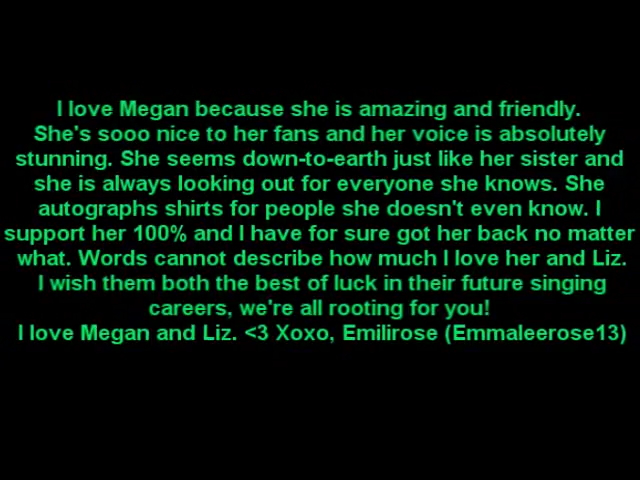 I love Megan because she is amazing and friendly.
She's sooo nice to her fans and her voice is absolutely
stunning. She seems down-to-earth just like her sister and
she is always looking out for everyone she knows. She
autographs shirts for people she doesn't even know. I
support her 100% and I have for sure got her back no matter
what. Words cannot describe how much I love her and Liz.
I wish them both the best of luck in their future singing
careers, we're all rooting for you!
I love Megan and Liz. <3 Xoxo, Emilirose (Emmaleerose13)